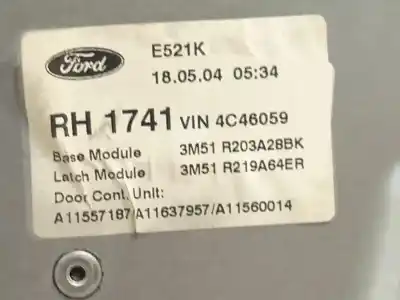 Ford E521K
18.05.04 05:34
RH 1741 VIN 4C46059
Base Module 3M51 R203A28BK
Latch Module 3M51 R219A64ER
Door Cont. Unit:
A11557187/A11637957/A11560014